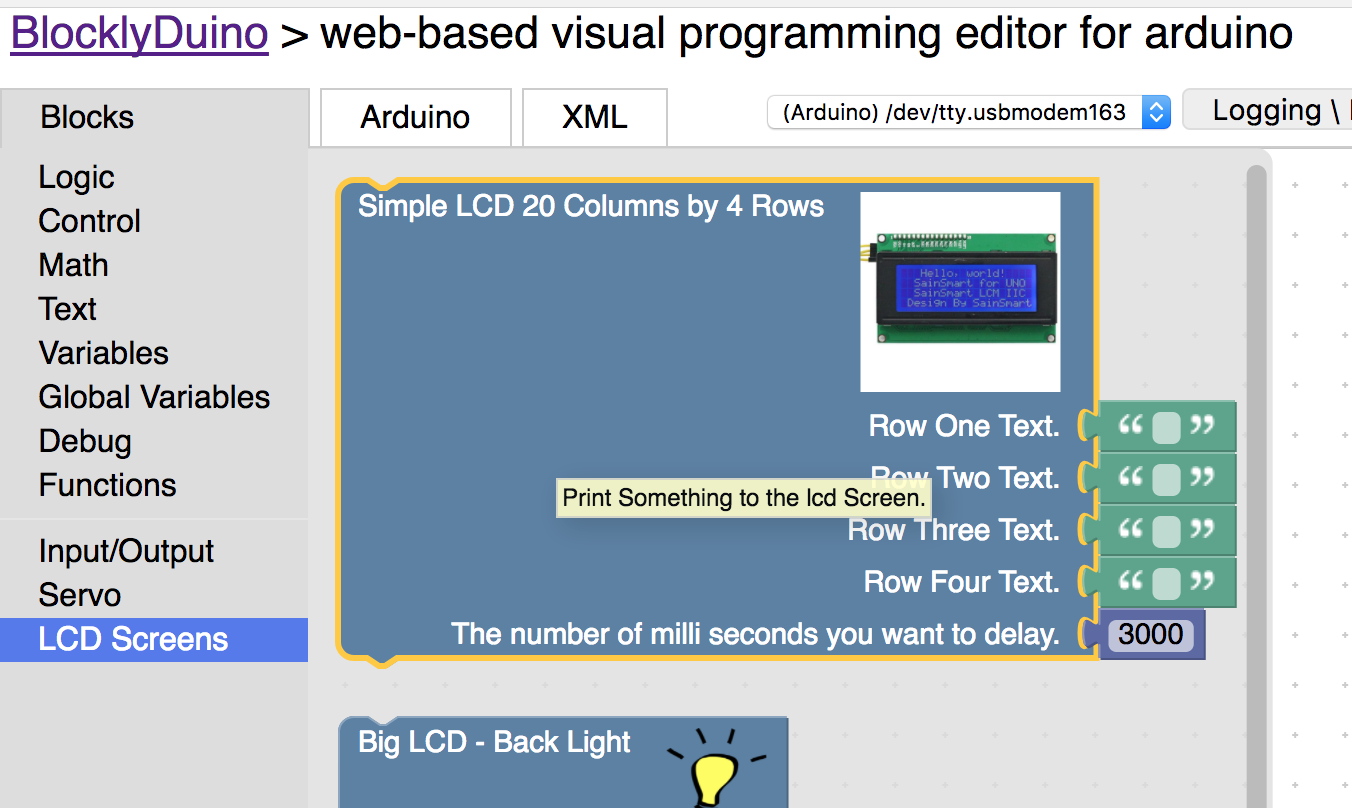 BlocklyDuino > web-based visual programming editor for arduino
Blocks
Arduino
XML
(Arduino) /dev/tty.usbmodem163
Logging \
Logic
Control
Math
Text
Variables
Global Variables
Debug
Functions
Input/Output
Servo
LCD Screens
Simple LCD 20 Columns by 4 Rows
Hello, world!
SainSmart for UNO
SainSmart LCM IIC
Design By SainSmart
Row One Text.
“ ”
Row Two Text.
“ ”
Print Something to the lcd Screen.
Row Three Text.
“ ”
Row Four Text.
“ ”
The number of milli seconds you want to delay.
3000
Big LCD - Back Light